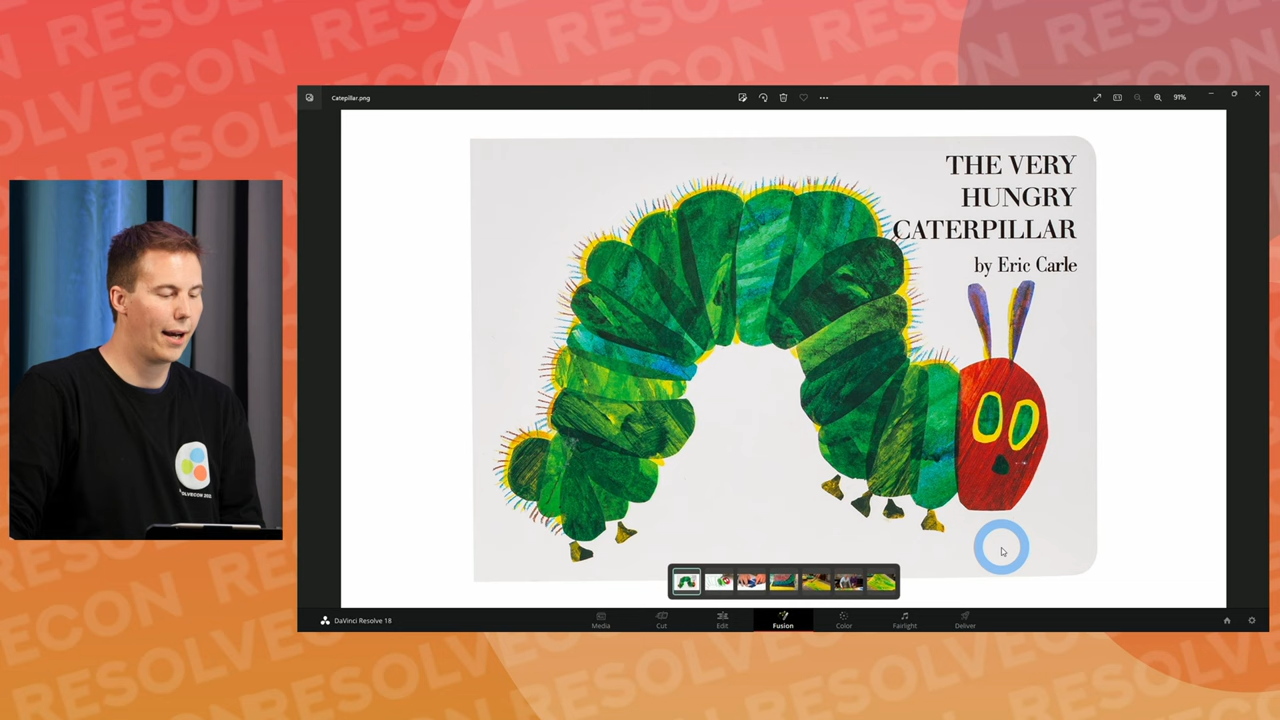 RESOLVECON
Catepillar.png
91%
THE VERY
HUNGRY
CATERPILLAR
by Eric Carle
DaVinci Resolve 18
Media
Cut
Edit
Fusion
Color
Fairlight
Deliver